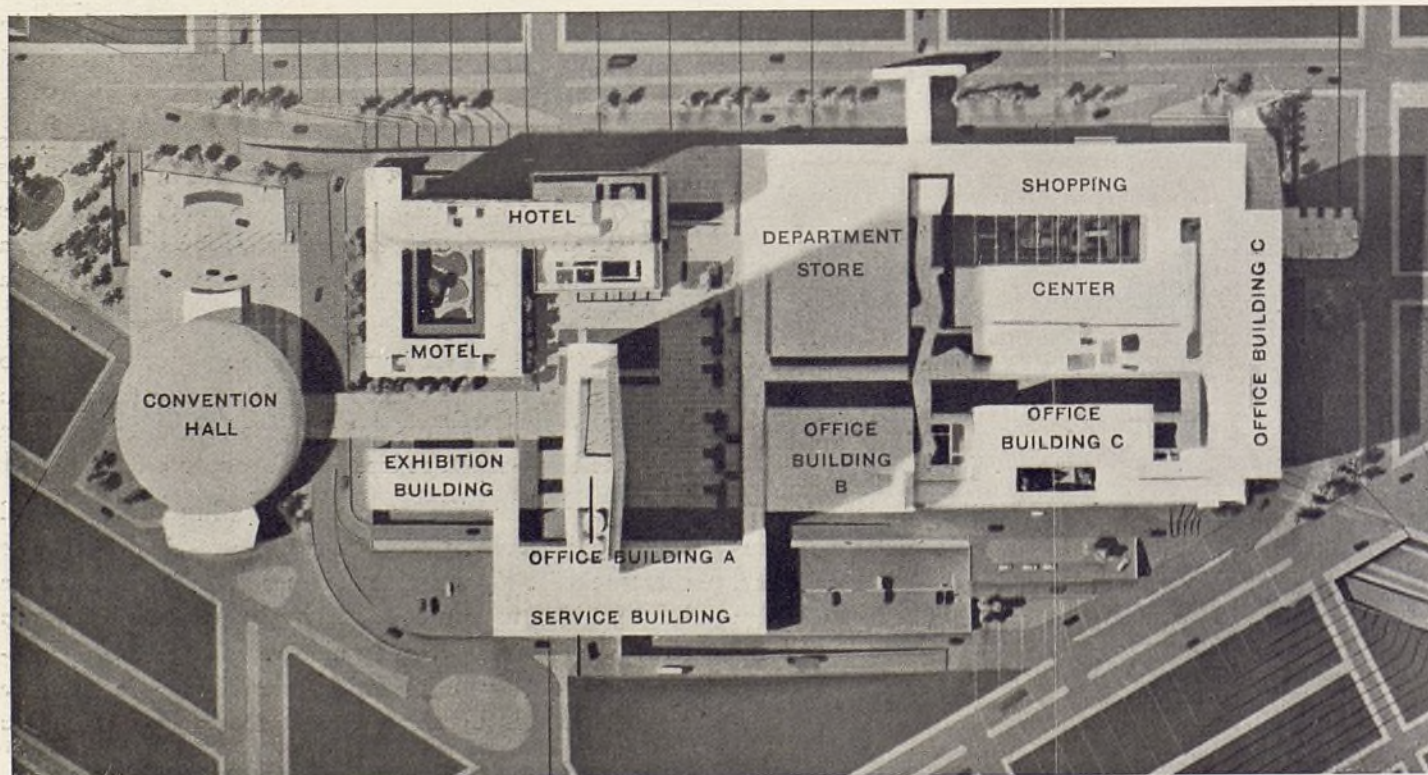 HOTEL
MOTEL
CONVENTION
HALL
EXHIBITION
BUILDING
OFFICE BUILDING A
SERVICE BUILDING
DEPARTMENT
STORE
OFFICE
BUILDING
B
SHOPPING
CENTER
OFFICE
BUILDING C
OFFICE BUILDING C